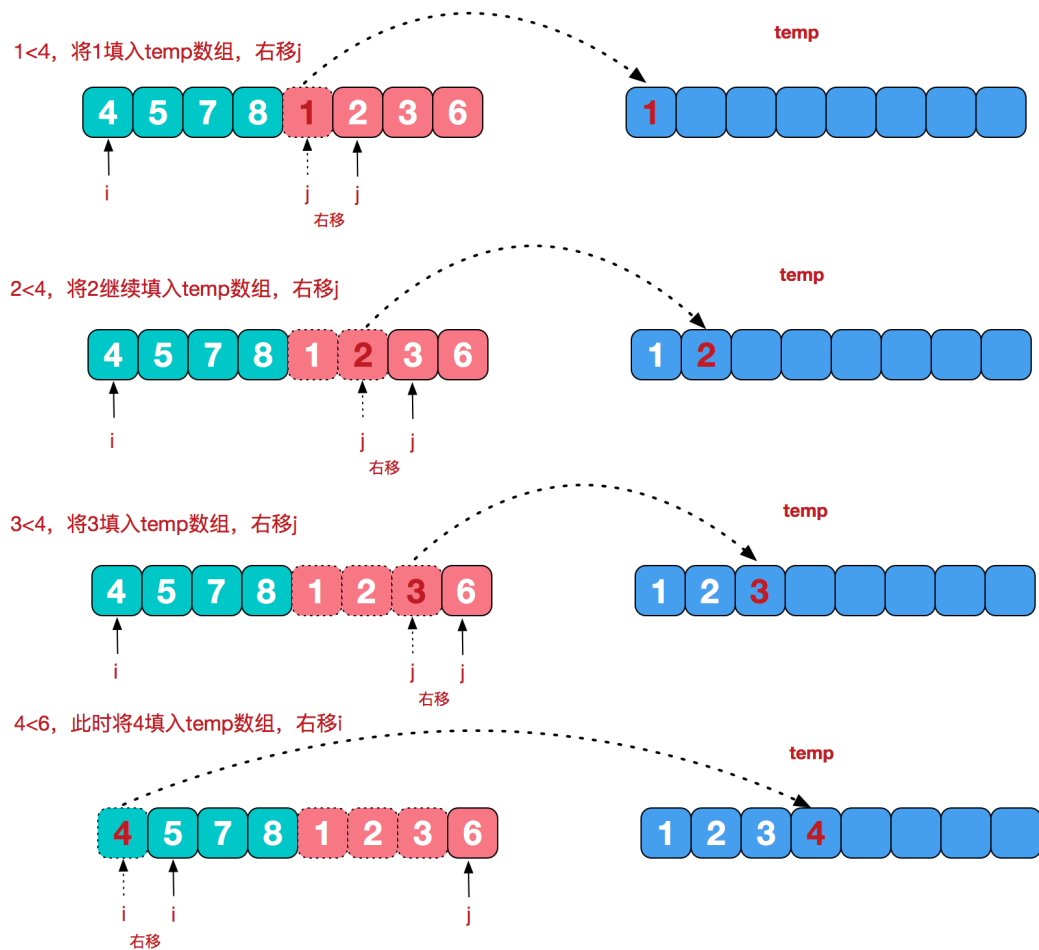 temp
1<4，将1填入temp数组，右移j
4 5 7 8 1 2 3 6
1
i j j
右移
temp
2<4，将2继续填入temp数组，右移j
4 5 7 8 1 2 3 6
1 2
i j j
右移
temp
3<4，将3填入temp数组，右移j
4 5 7 8 1 2 3 6
1 2 3
i j j
右移
4<6，此时将4填入temp数组，右移i
temp
4 5 7 8 1 2 3 6
1 2 3 4
i i j
右移